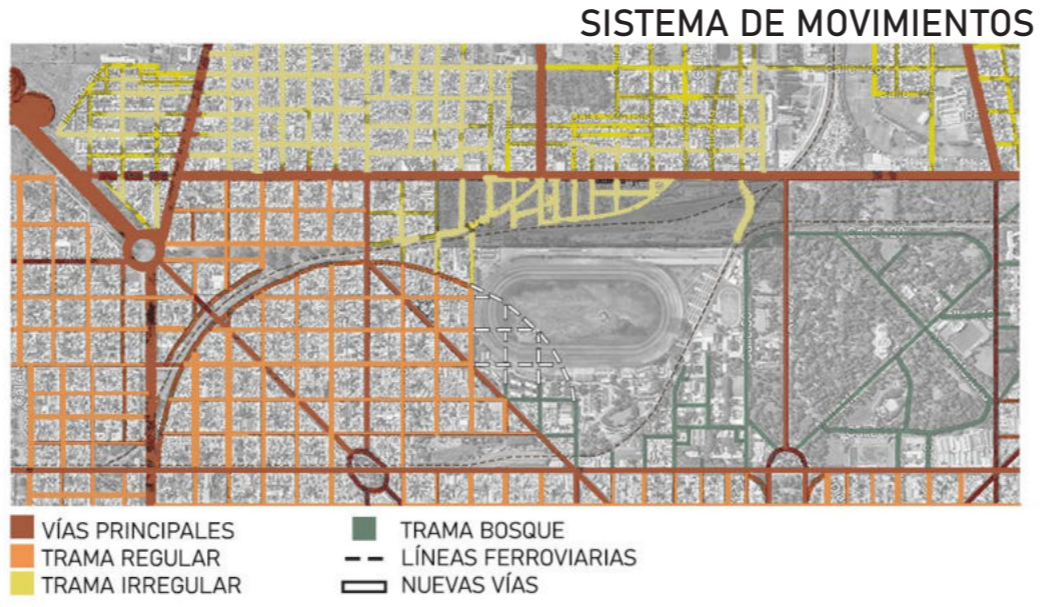 SISTEMA DE MOVIMIENTOS
VÍAS PRINCIPALES
TRAMA REGULAR
TRAMA IRREGULAR
TRAMA BOSQUE
LÍNEAS FERROVIARIAS
NUEVAS VÍAS